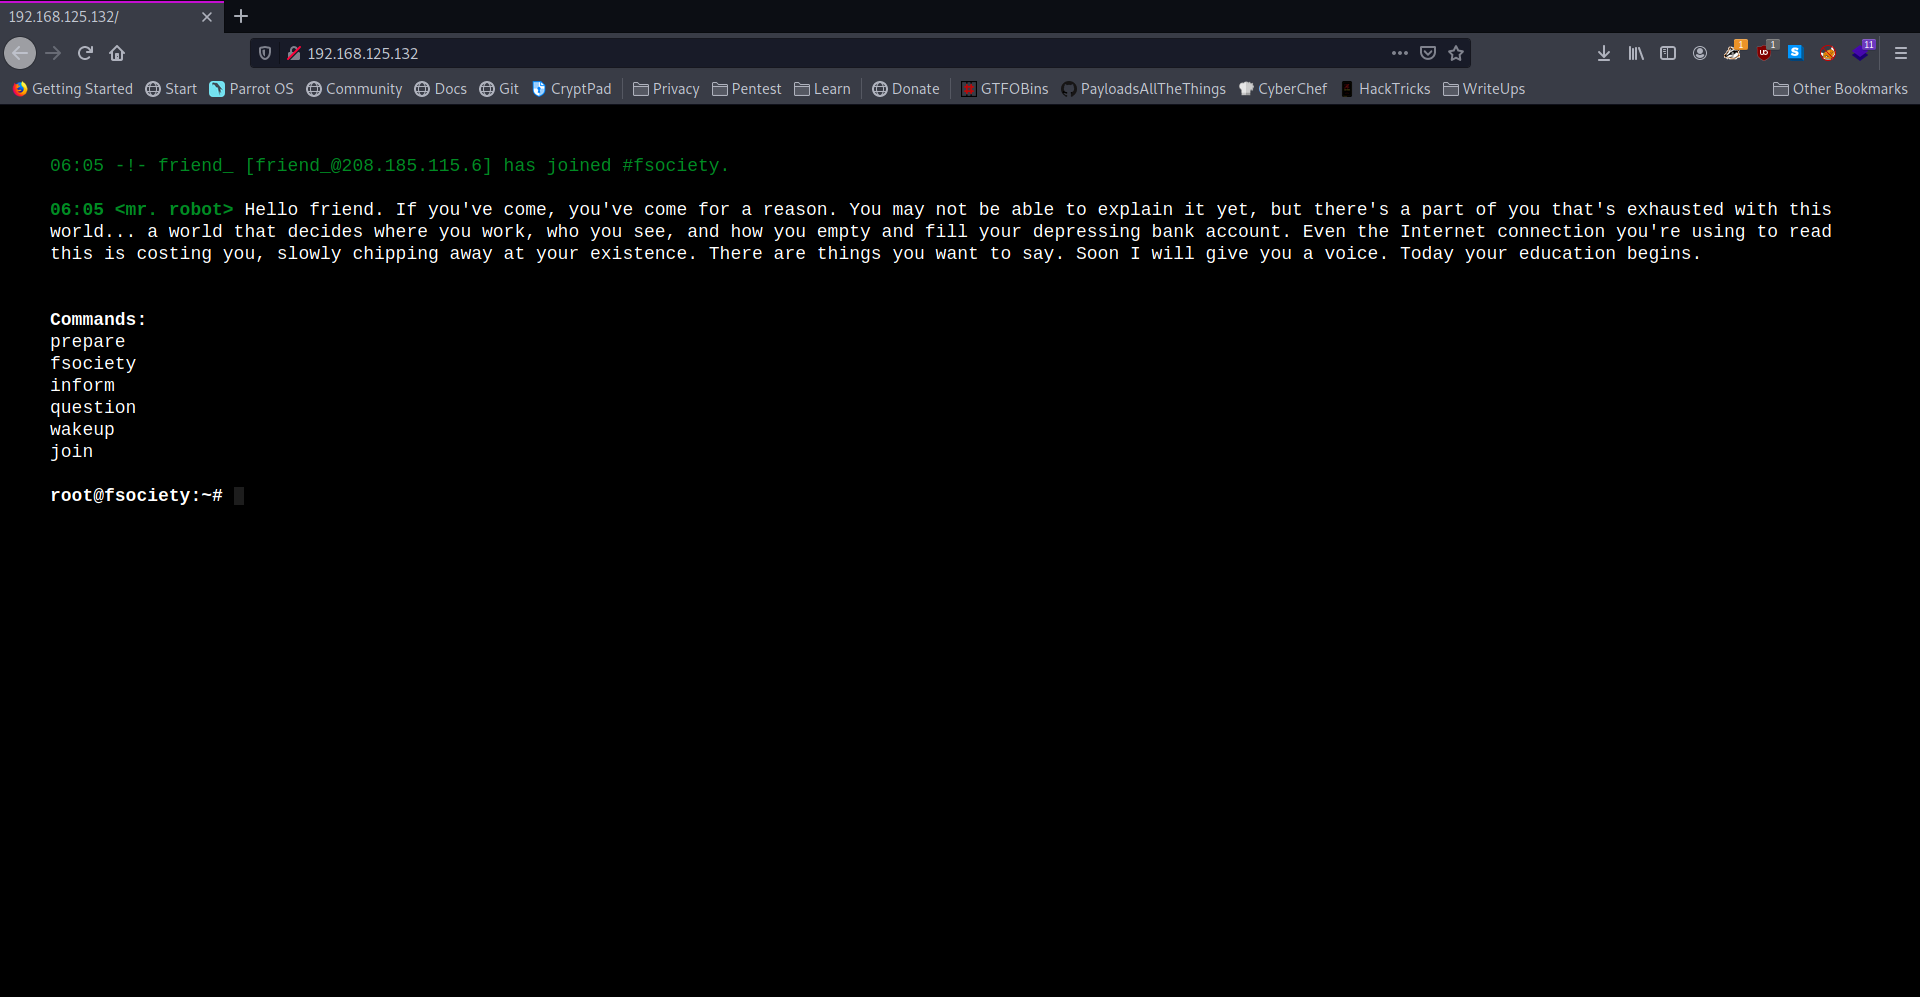 192.168.125.132/
192.168.125.132
1
1
S
11
Getting Started Start Parrot OS Community Docs Git CryptPad Privacy Pentest Learn Donate GTFOBins PayloadsAllTheThings CyberChef HackTricks WriteUps Other Bookmarks
06:05 -!- friend_ [friend_@208.185.115.6] has joined #fsociety.
06:05 <mr. robot> Hello friend. If you've come, you've come for a reason. You may not be able to explain it yet, but there's a part of you that's exhausted with this
world... a world that decides where you work, who you see, and how you empty and fill your depressing bank account. Even the Internet connection you're using to read
this is costing you, slowly chipping away at your existence. There are things you want to say. Soon I will give you a voice. Today your education begins.
Commands:
prepare
fsociety
inform
question
wakeup
join
root@fsociety:~#